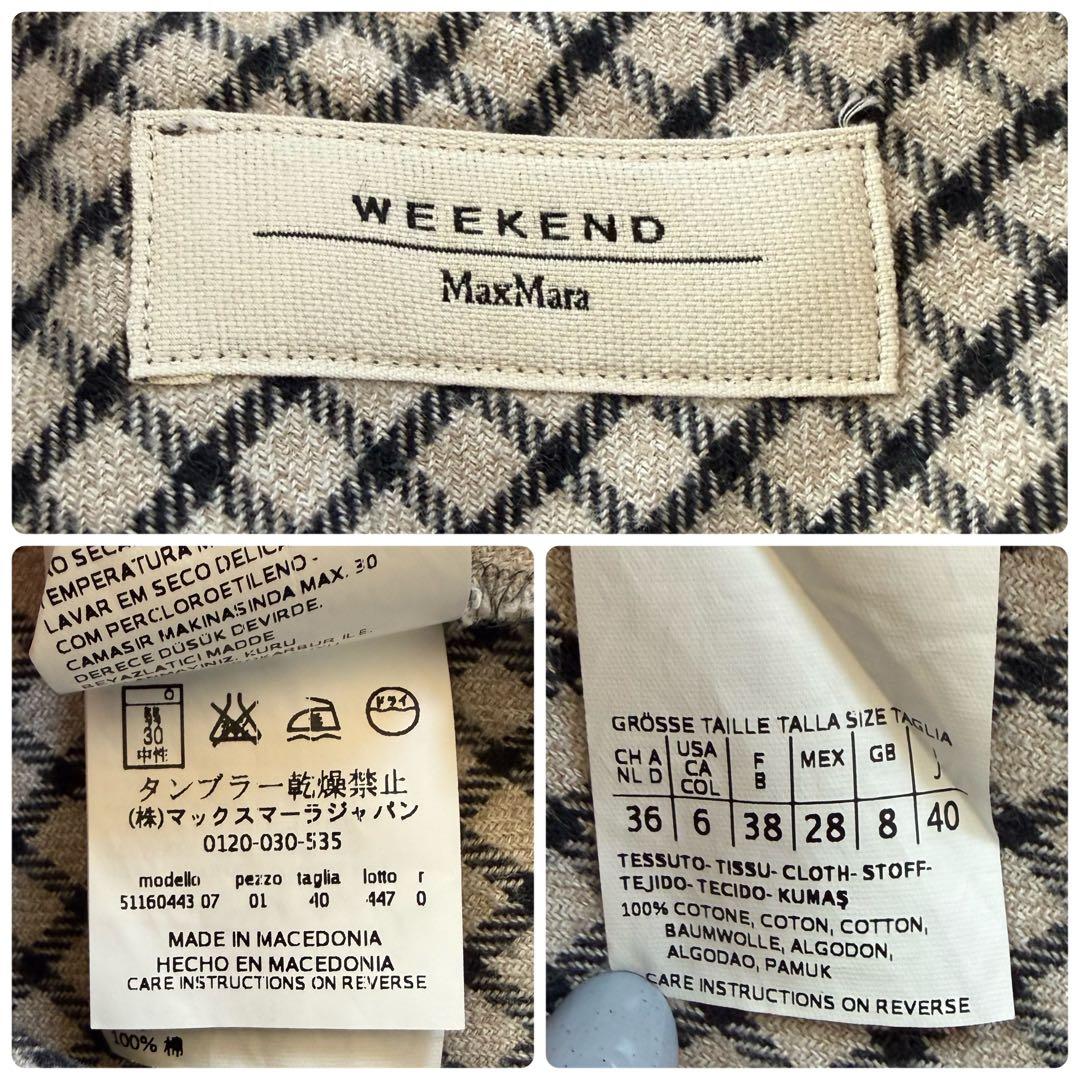 WEEKEND
MaxMara
TEMPERATURA
LAVAR EM SECO DELICA
COM PERCLOROETILENO -
CAMASIR MAKINASINDA MAX. 30
DERECE DÜSÜK DEVIRDE.
BEYAZLATICI MADDE
30
中性
ドライ
タンブラー乾燥禁止
(株)マックスマーラジャパン
0120-030-535
modello pezzo taglia lotto r
51160443 07 01 40 447 0
MADE IN MACEDONIA
HECHO EN MACEDONIA
CARE INSTRUCTIONS ON REVERSE
100% 棉
GRÖSSE TAILLE TALLA SIZE TAGLIA
CH A NL D USA CA COL F B MEX GB J
36 6 38 28 8 40
TESSUTO-TISSU-CLOTH-STOFF-
TEJIDO-TECIDO-KUMAŞ
100% COTONE, COTON, COTTON,
BAUMWOLLE, ALGODON,
ALGODAO, PAMUK
CARE INSTRUCTIONS ON REVERSE